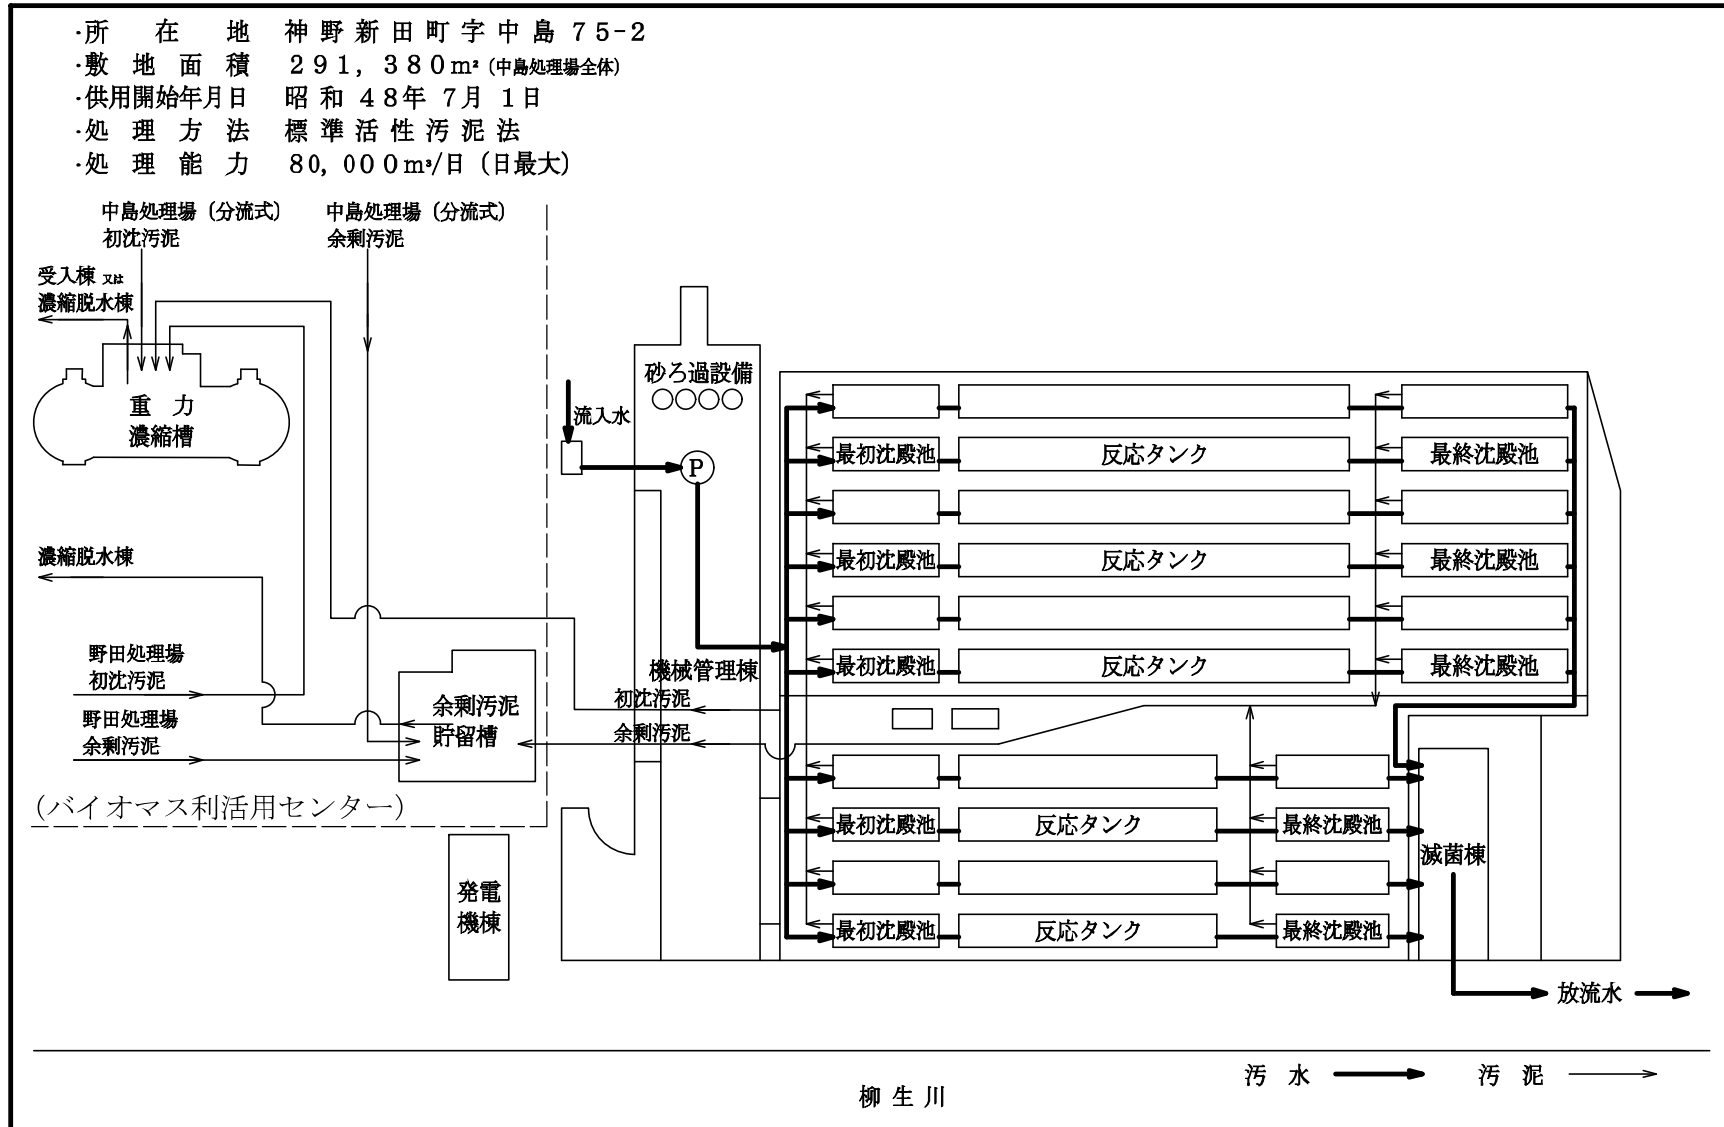 ・所在地 神野新田町字中島75-2
・敷地面積 291,380m²(中島処理場全体)
・供用開始年月日 昭和48年7月1日
・処理方法 標準活性汚泥法
・処理能力 80,000m³/日(日最大)
中島処理場(分流式)
初沈汚泥
中島処理場(分流式)
余剰汚泥
受入棟 又は
濃縮脱水棟
重力
濃縮槽
砂ろ過設備
流入水
P
最初沈殿池 反応タンク 最終沈殿池
最初沈殿池 反応タンク 最終沈殿池
最初沈殿池 反応タンク 最終沈殿池
濃縮脱水棟
野田処理場
初沈汚泥
野田処理場
余剰汚泥
余剰汚泥
貯留槽
機械管理棟
初沈汚泥
余剰汚泥
(バイオマス利活用センター)
最初沈殿池 反応タンク 最終沈殿池
最初沈殿池 反応タンク 最終沈殿池
滅菌棟
発電
機棟
放流水
汚水 汚泥
柳生川